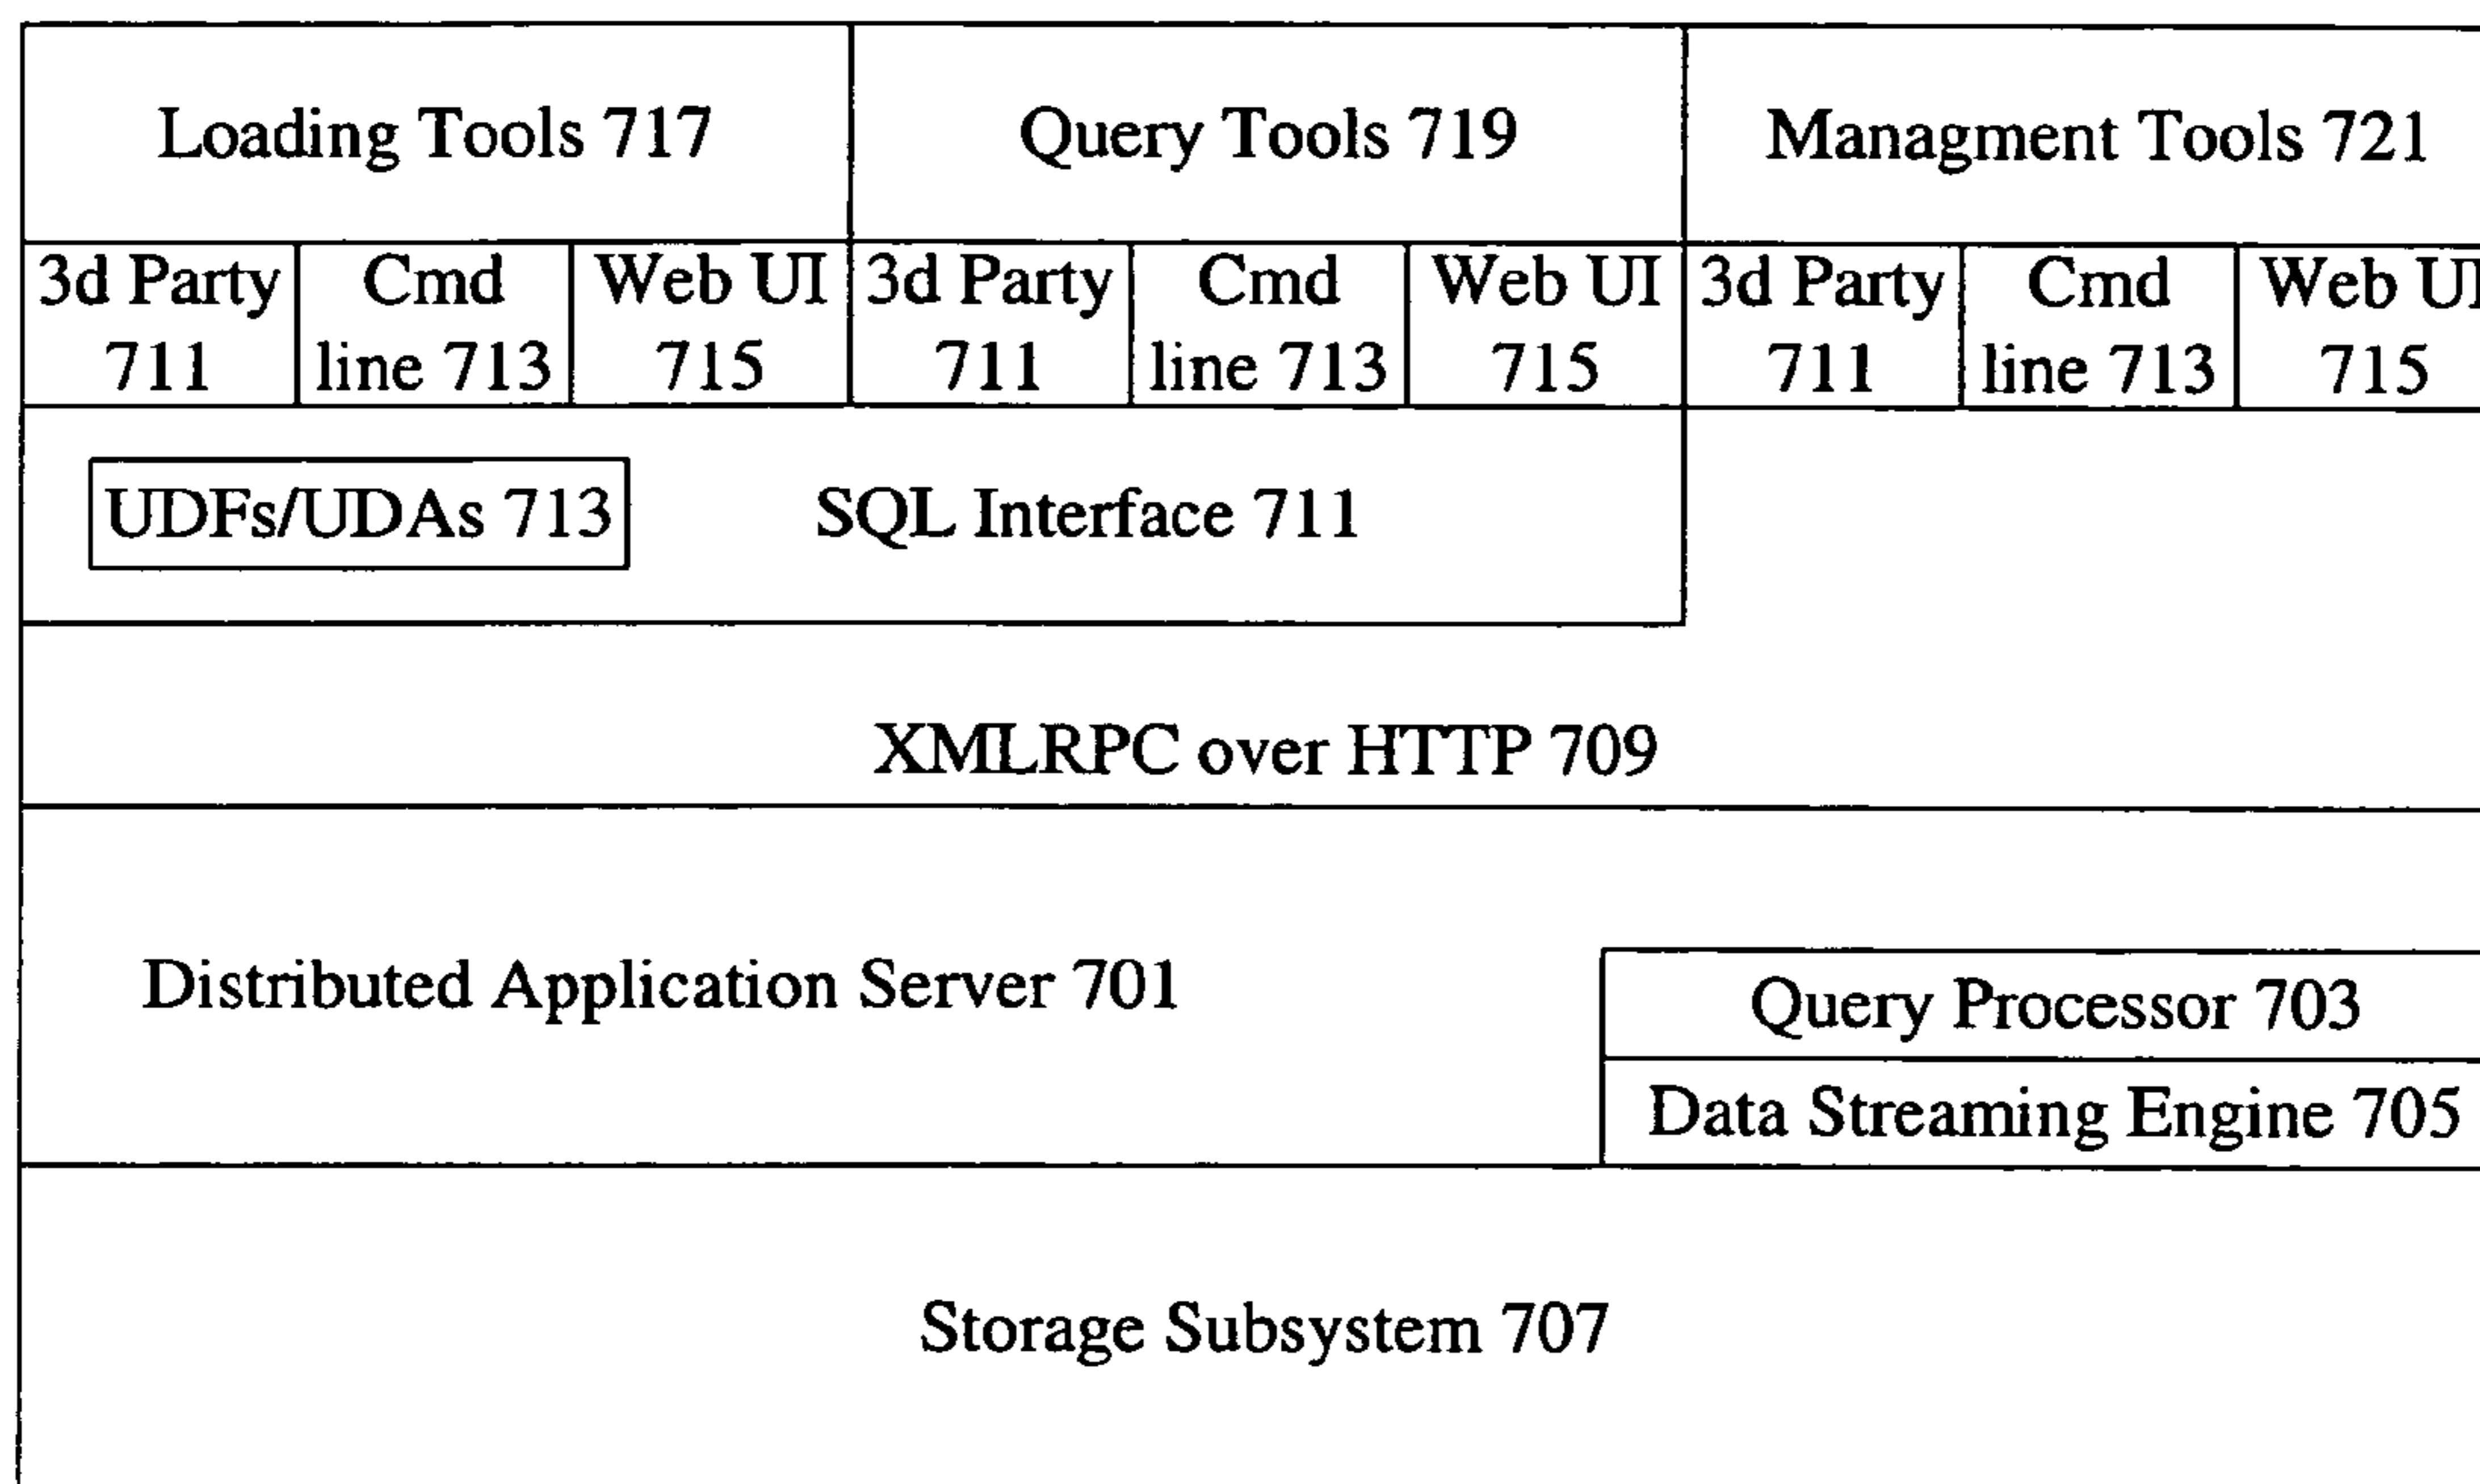 Loading Tools 717 Query Tools 719 Managment Tools 721
3d Party Cmd Web UI 3d Party Cmd Web UI 3d Party Cmd Web UI
711 line 713 715 711 line 713 715 711 line 713 715
UDFs/UDAs 713 SQL Interface 711
XMLRPC over HTTP 709
Distributed Application Server 701
Query Processor 703
Data Streaming Engine 705
Storage Subsystem 707